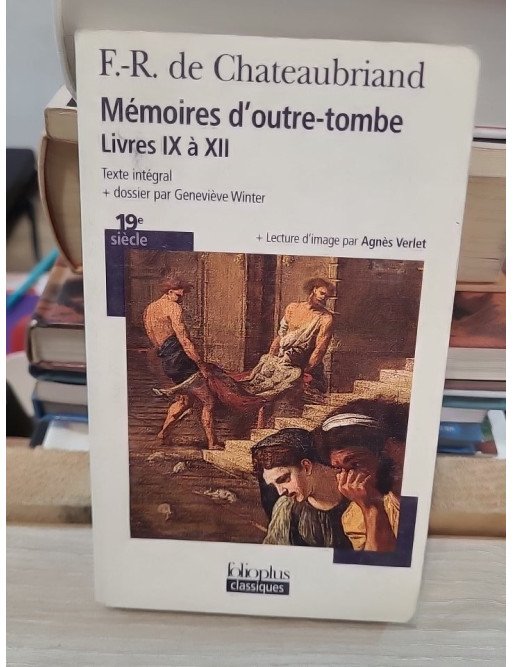 F.-R. de Chateaubriand
Mémoires d'outre-tombe
Livres IX à XII
Texte intégral
+ dossier par Geneviève Winter
19e
siècle
+ Lecture d'image par Agnès Verlet
folioplus
classiques